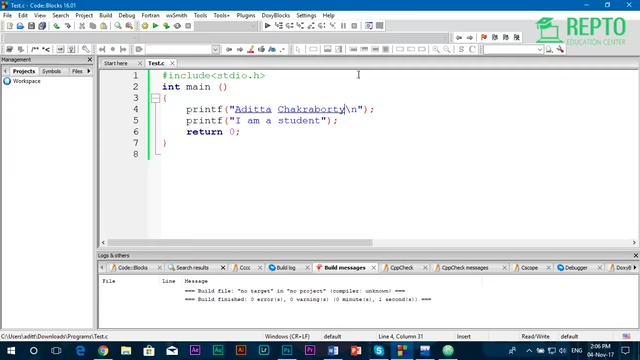 Test.c - Code::Blocks 16.01
File Edit View Search Project Build Debug Fortran wxSmith Tools Tools+ Plugins DoxyBlocks Settings Help
REPTO
EDUCATION CENTER
Management
Projects Symbols Files
Workspace
Start here Test.c
1 #include<stdio.h>
2 int main ()
3 {
4 printf("Aditta Chakraborty\n");
5 printf("I am a student");
6 return 0;
7 }
8
Logs & others
Code::Blocks Search results Cccc Build log Build messages CppCheck CppCheck messages Cscope Debugger DoxyB
File Line Message
=== Build file: "no target" in "no project" (compiler: unknown) ===
=== Build finished: 0 error(s), 0 warning(s) (0 minute(s), 1 second(s)) ===
C:\Users\aditt\Downloads\Programs\Test.c Windows (CR+LF) default Line 4, Column 31 Insert Read/Write default
2:06 PM
04-Nov-17